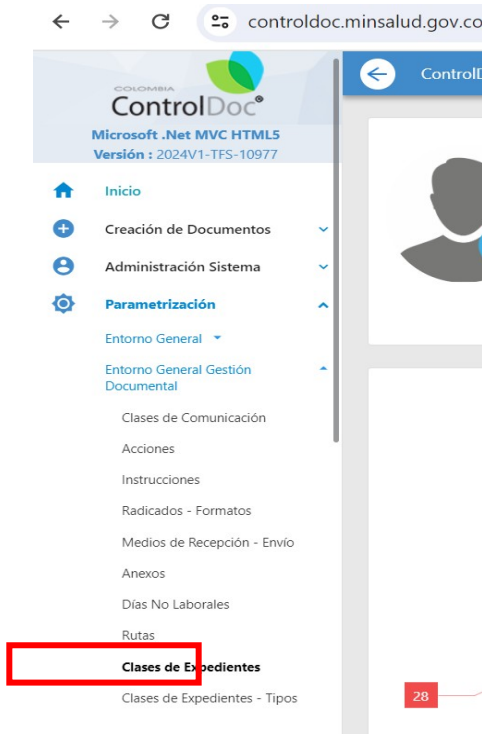 controldoc.minsalud.gov.co
COLOMBIA
ControlDoc®
Microsoft .Net MVC HTML5
Versión : 2024V1-TFS-10977
ControlD
Inicio
Creación de Documentos
Administración Sistema
Parametrización
Entorno General
Entorno General Gestión
Documental
Clases de Comunicación
Acciones
Instrucciones
Radicados - Formatos
Medios de Recepción - Envío
Anexos
Días No Laborales
Rutas
Clases de Expedientes
Clases de Expedientes - Tipos
28